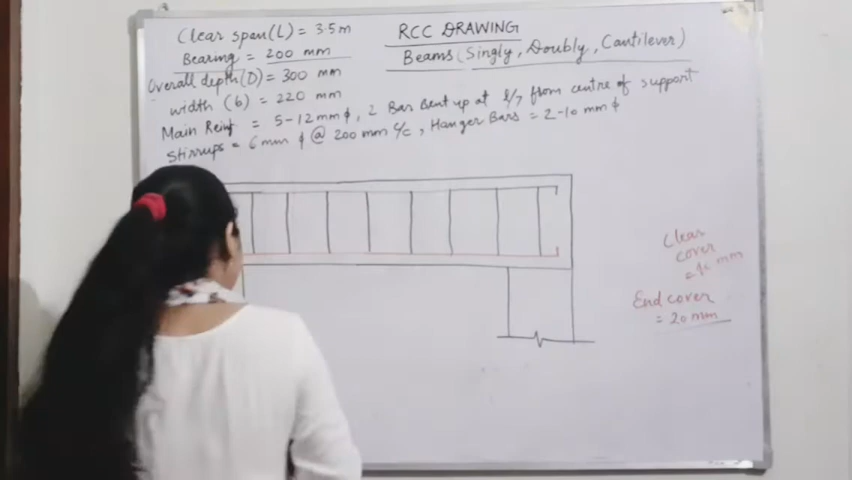 Clear span(L) = 3.5m
Bearing = 200 mm
Overall depth(D) = 300 mm
width (b) = 220 mm
Main Reinf = 5-12mm ϕ, 2 Bar Bent up at l/7 from centre of support
Stirrups = 6mm ϕ @ 200 mm c/c, Hanger Bars = 2-10 mm ϕ
RCC DRAWING
Beams (Singly, Doubly, Cantilever)
Clear
cover
= mm
End cover
= 20 mm